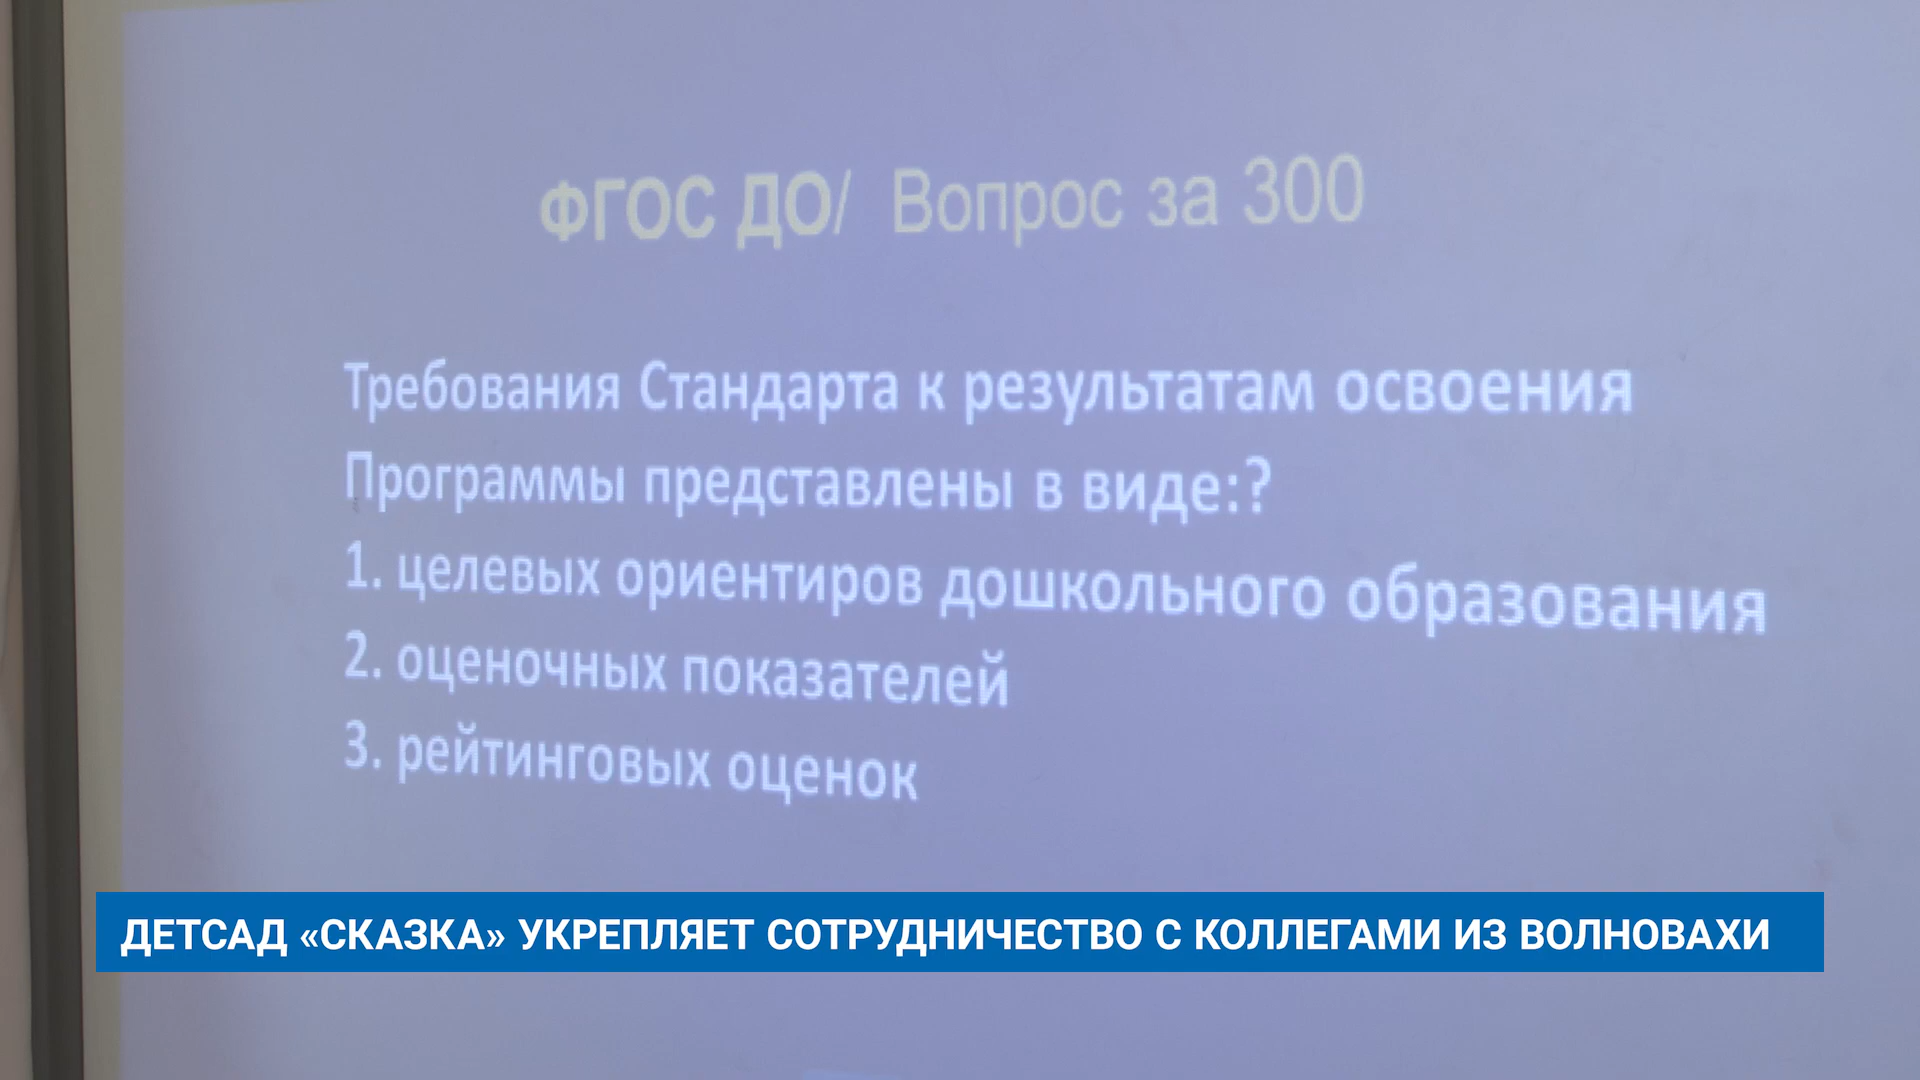 ФГОС ДО/ Вопрос за 300
Требования Стандарта к результатам освоения
Программы представлены в виде:?
1. целевых ориентиров дошкольного образования
2. оценочных показателей
3. рейтинговых оценок
ДЕТСАД «СКАЗКА» УКРЕПЛЯЕТ СОТРУДНИЧЕСТВО С КОЛЛЕГАМИ ИЗ ВОЛНОВАХИ